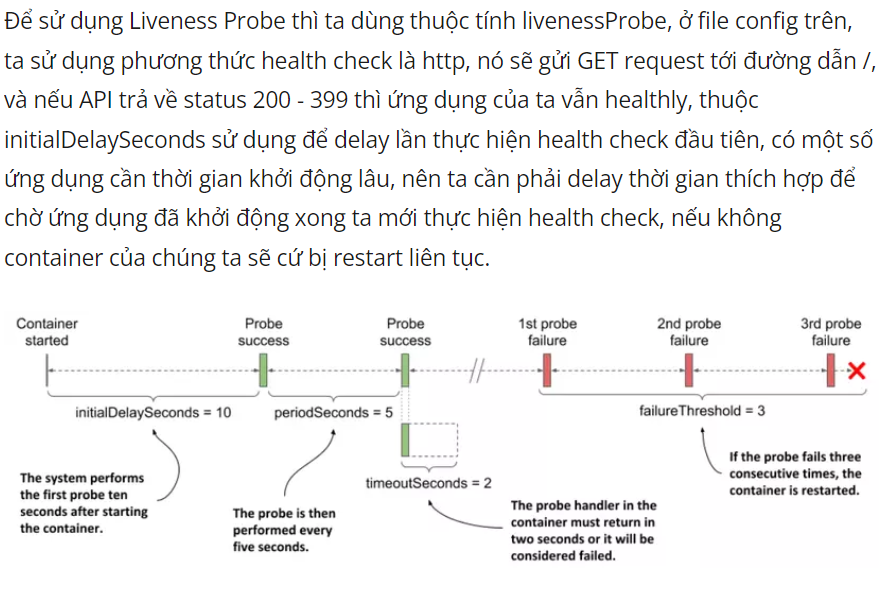 Để sử dụng Liveness Probe thì ta dùng thuộc tính livenessProbe, ở file config trên,
ta sử dụng phương thức health check là http, nó sẽ gửi GET request tới đường dẫn /,
và nếu API trả về status 200 - 399 thì ứng dụng của ta vẫn healthly, thuộc
initialDelaySeconds sử dụng để delay lần thực hiện health check đầu tiên, có một số
ứng dụng cần thời gian khởi động lâu, nên ta cần phải delay thời gian thích hợp để
chờ ứng dụng đã khởi động xong ta mới thực hiện health check, nếu không
container của chúng ta sẽ cứ bị restart liên tục.
Container
started
Probe
success
Probe
success
1st probe
failure
2nd probe
failure
3rd probe
failure
initialDelaySeconds = 10
periodSeconds = 5
failureThreshold = 3
timeoutSeconds = 2
The system performs
the first probe ten
seconds after starting
the container.
The probe is then
performed every
five seconds.
The probe handler in the
container must return in
two seconds or it will be
considered failed.
If the probe fails three
consecutive times, the
container is restarted.